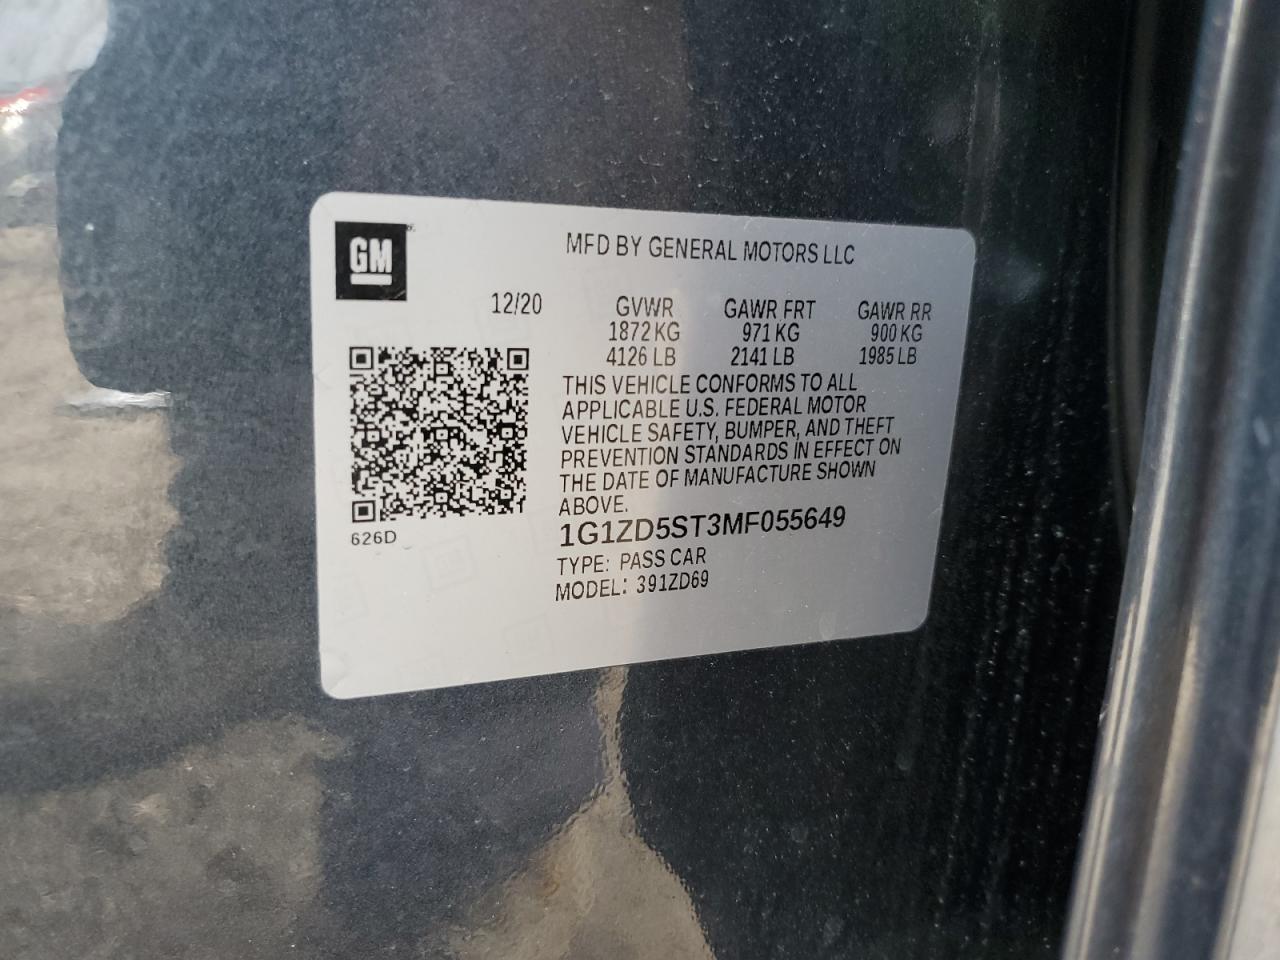 GM
MFD BY GENERAL MOTORS LLC
12/20 GVWR GAWR FRT GAWR RR
1872 KG 971 KG 900 KG
4126 LB 2141 LB 1985 LB
THIS VEHICLE CONFORMS TO ALL
APPLICABLE U.S. FEDERAL MOTOR
VEHICLE SAFETY, BUMPER, AND THEFT
PREVENTION STANDARDS IN EFFECT ON
THE DATE OF MANUFACTURE SHOWN
ABOVE.
626D
1G1ZD5ST3MF055649
TYPE: PASS CAR
MODEL: 391ZD69